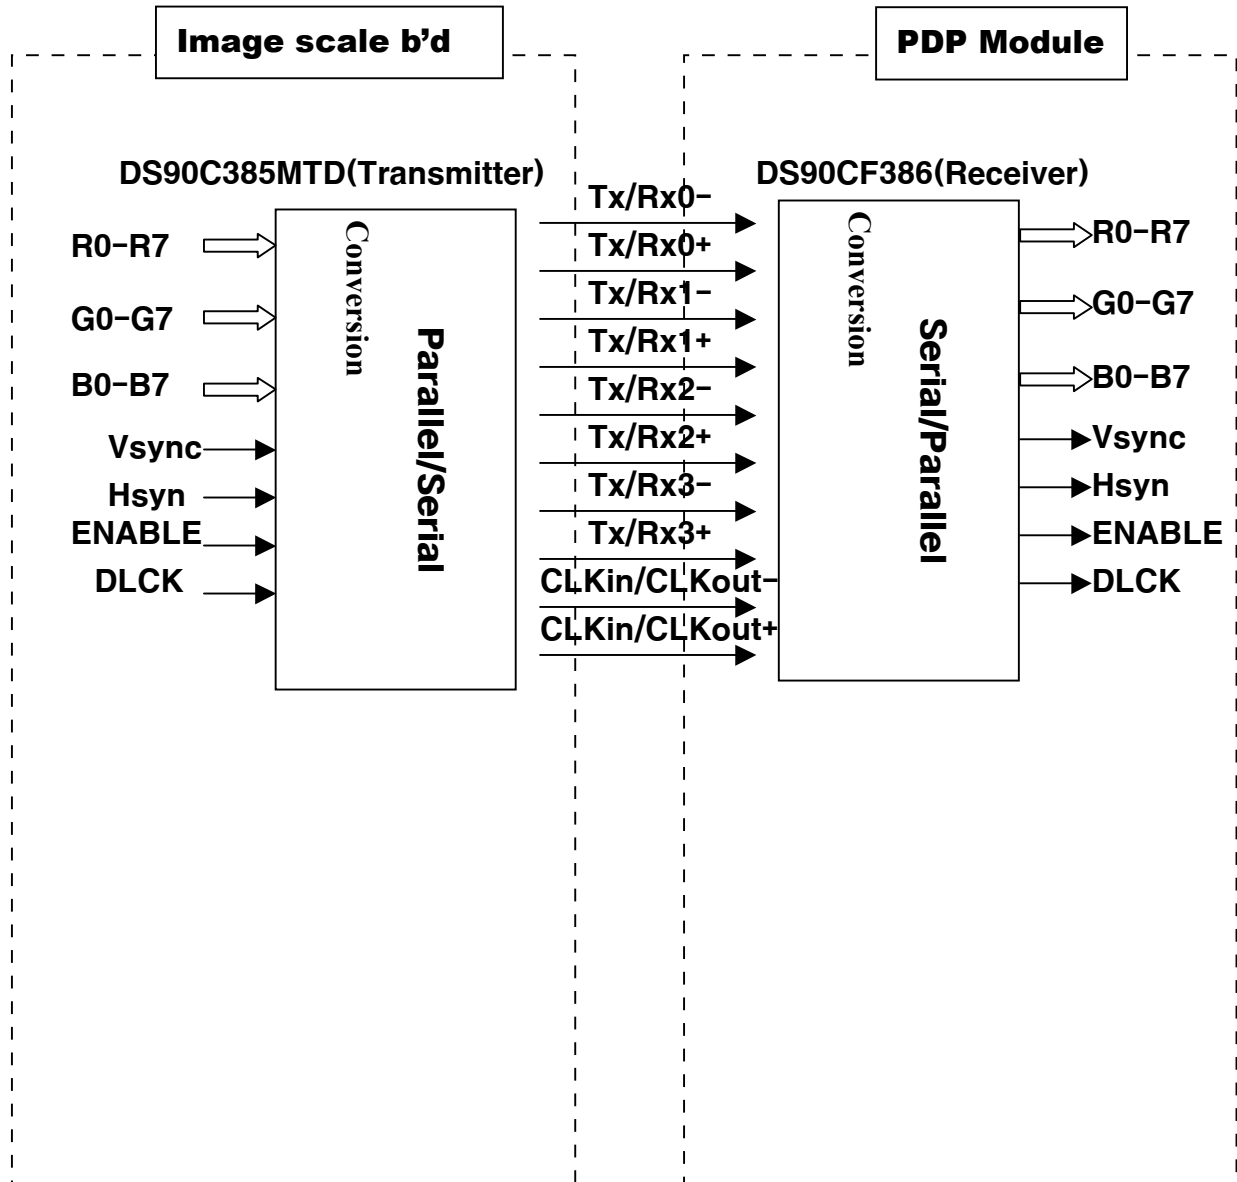 Image scale b’d
PDP Module
DS90C385MTD(Transmitter)
R0-R7
G0-G7
B0-B7
Vsync
Hsyn
ENABLE
DLCK
Conversion
Parallel/Serial
Tx/Rx0-
Tx/Rx0+
Tx/Rx1-
Tx/Rx1+
Tx/Rx2-
Tx/Rx2+
Tx/Rx3-
Tx/Rx3+
CLKin/CLKout-
CLKin/CLKout+
DS90CF386(Receiver)
Conversion
Serial/Parallel
R0-R7
G0-G7
B0-B7
Vsync
Hsyn
ENABLE
DLCK